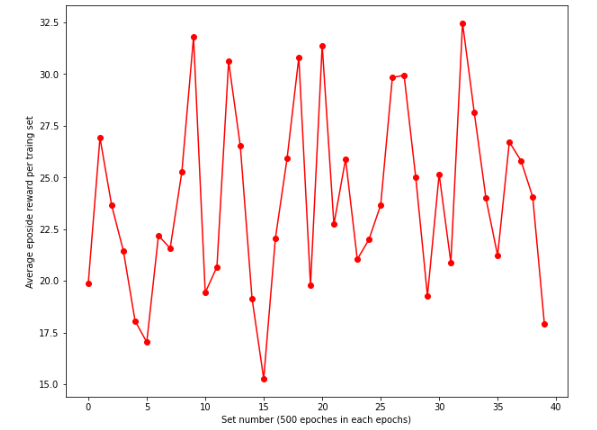 32.5
30.0
27.5
25.0
22.5
20.0
17.5
15.0
Average eposide reward per traing set
0 5 10 15 20 25 30 35 40
Set number (500 epoches in each epochs)